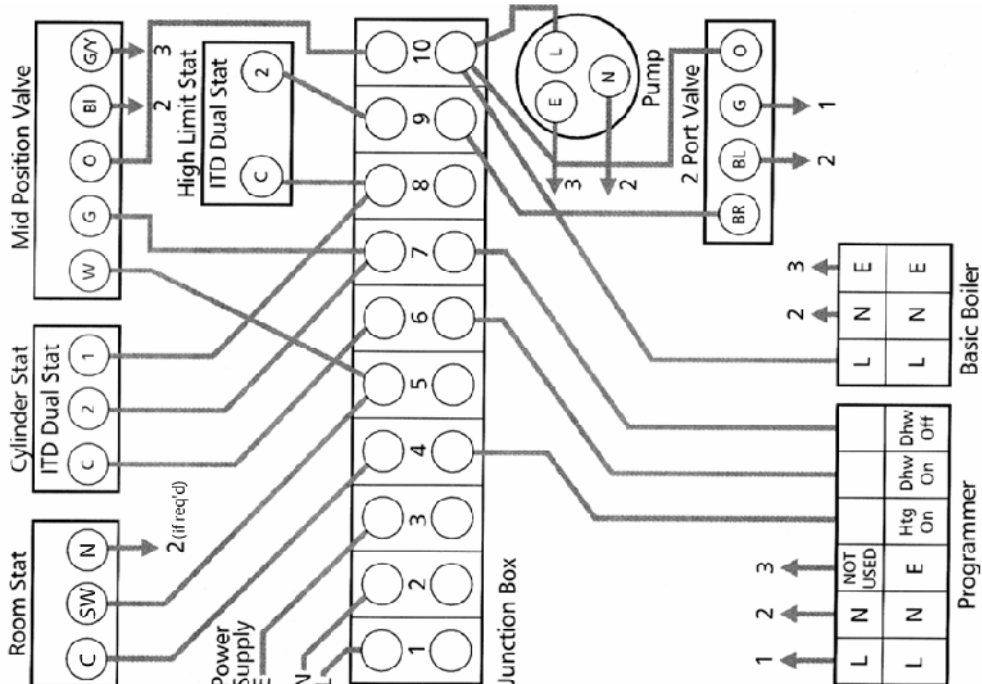 Room Stat
C
SW
N
2 (if req'd)
Cylinder Stat
ITD Dual Stat
C
2
1
Mid Position Valve
W
G
O
Bl
G/Y
2
3
High Limit Stat
ITD Dual Stat
C
2
Power
Supply
E
N
L
1
2
3
4
5
6
7
8
9
10
Junction Box
L
E
N
3
2
Pump
2 Port Valve
BR
BL
G
O
2
1
1
2
3
L
N
NOT
USED
L
N
E
Htg
On
Dhw
On
Dhw
Off
Programmer
2
3
L
N
E
L
N
E
Basic Boiler